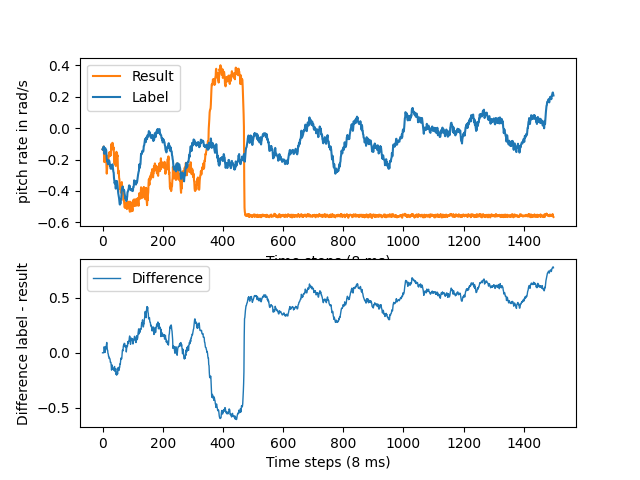 0.4
0.2
0.0
−0.2
−0.4
−0.6
pitch rate in rad/s
Result
Label
0 200 400 600 800 1000 1200 1400
Time steps (8 ms)
0.5
0.0
−0.5
Difference label - result
Difference
0 200 400 600 800 1000 1200 1400
Time steps (8 ms)